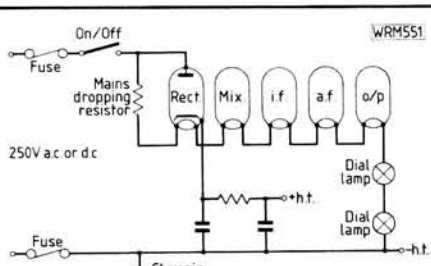 On/Off
WRM551
Fuse
Mains
dropping
resistor
Rect.
Mix.
i.f.
a.f
o/p
250V a.c. or d.c.
Dial
lamp
+h.t.
Dial
lamp
Fuse
-h.t.